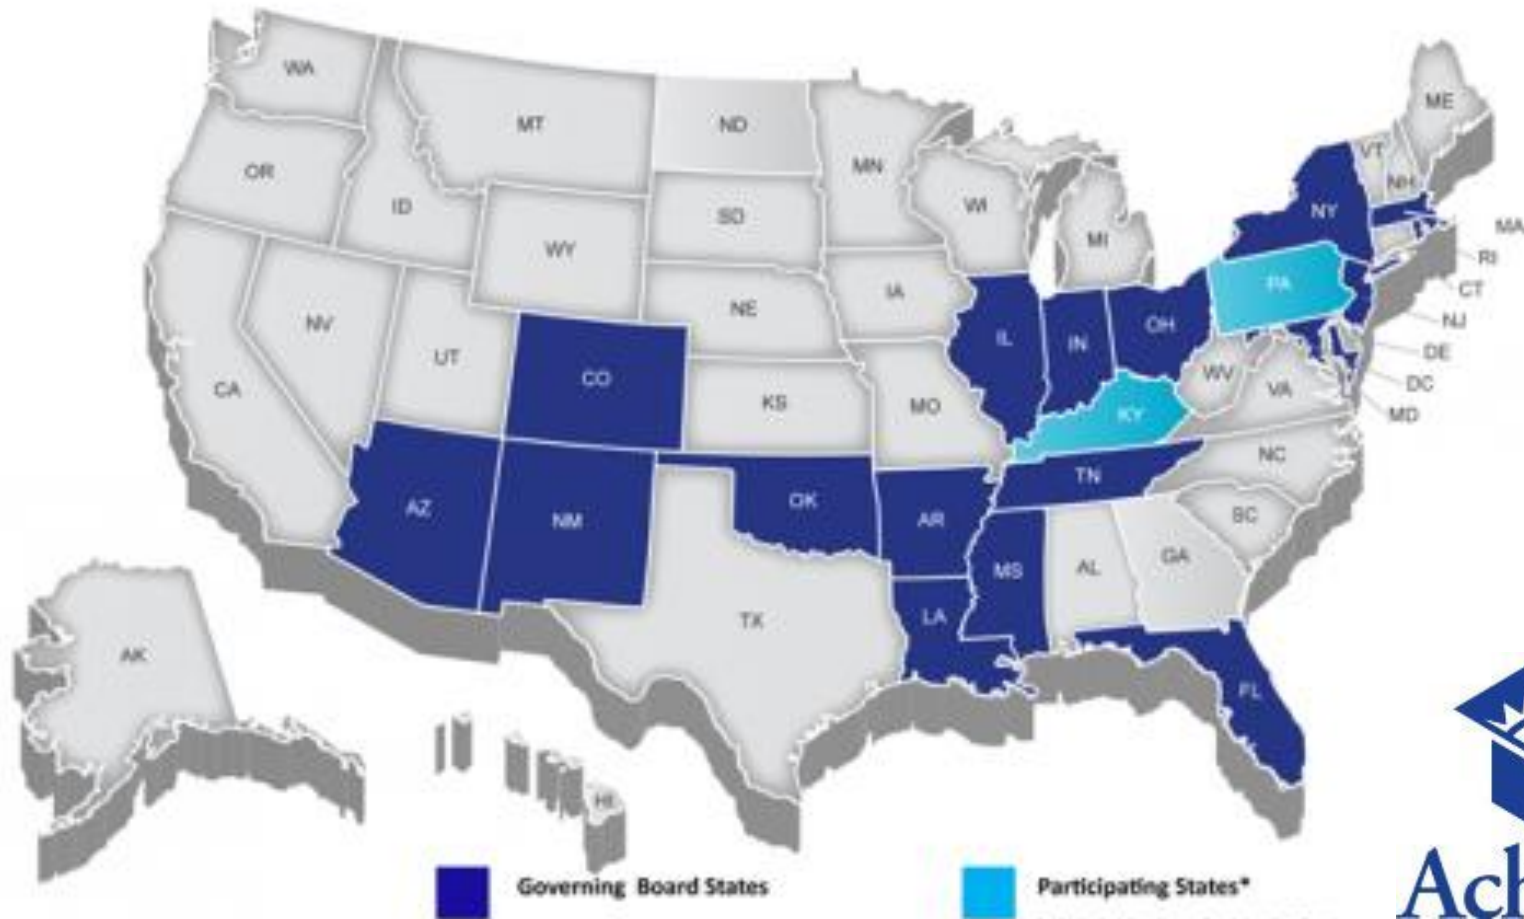 WA
MT
ND
MN
ME
VT
NH
OR
ID
SD
WI
NY
MA
WY
MI
RI
IA
PA
CT
NE
NJ
NV
IL
IN
OH
DE
UT
CO
WV
DC
CA
KS
MO
VA
MD
KY
NC
AZ
NM
OK
AR
TN
SC
MS
AL
GA
TX
LA
AK
FL
HI
Governing Board States
Participating States*
Ach